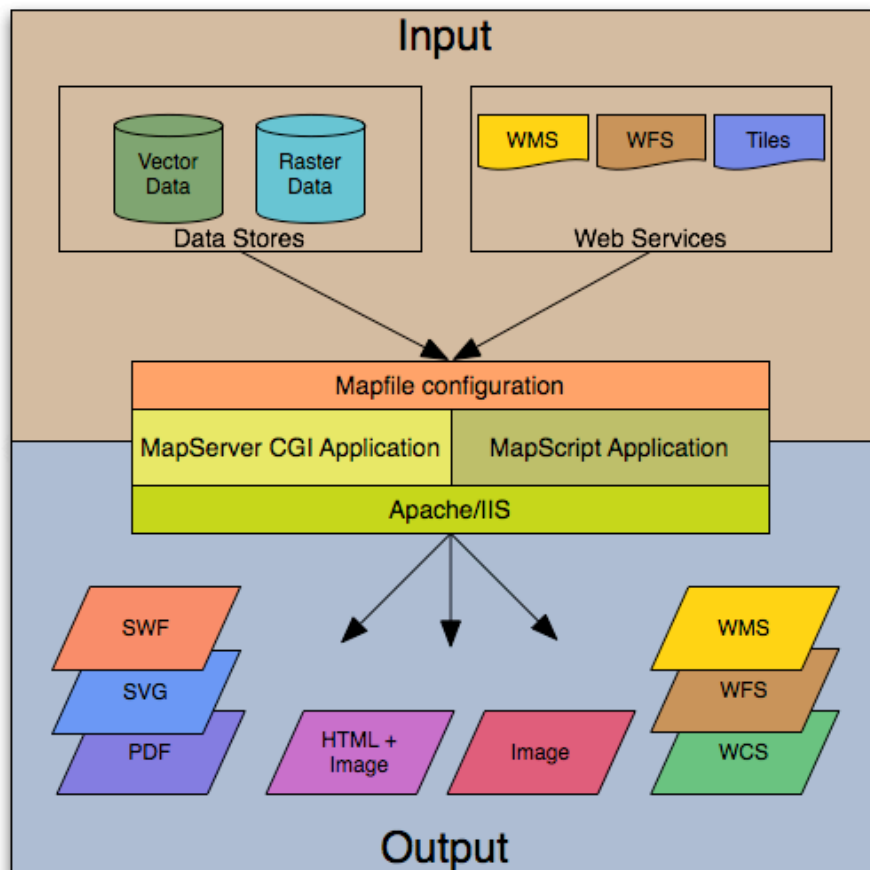 Input
Vector
Data
Raster
Data
Data Stores
WMS
WFS
Tiles
Web Services
Mapfile configuration
MapServer CGI Application
MapScript Application
Apache/IIS
SWF
SVG
PDF
HTML +
Image
Image
WMS
WFS
WCS
Output